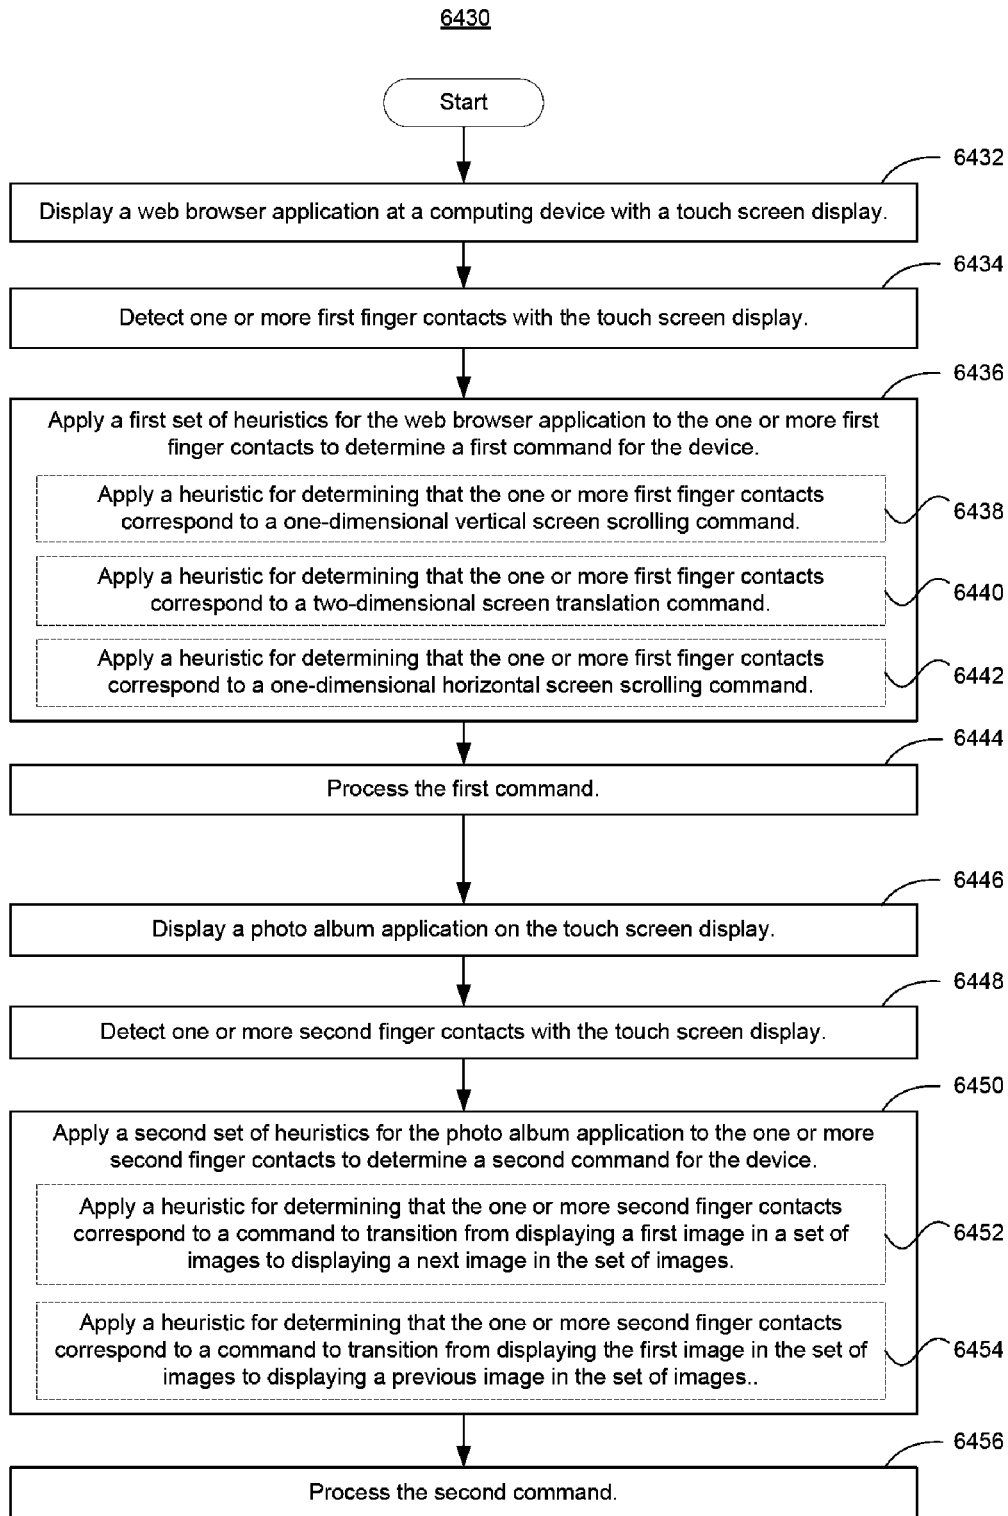 6430
Start
6432
Display a web browser application at a computing device with a touch screen display.
6434
Detect one or more first finger contacts with the touch screen display.
6436
Apply a first set of heuristics for the web browser application to the one or more first
finger contacts to determine a first command for the device.
Apply a heuristic for determining that the one or more first finger contacts
correspond to a one-dimensional vertical screen scrolling command.
6438
Apply a heuristic for determining that the one or more first finger contacts
correspond to a two-dimensional screen translation command.
6440
Apply a heuristic for determining that the one or more first finger contacts
correspond to a one-dimensional horizontal screen scrolling command.
6442
6444
Process the first command.
6446
Display a photo album application on the touch screen display.
6448
Detect one or more second finger contacts with the touch screen display.
6450
Apply a second set of heuristics for the photo album application to the one or more
second finger contacts to determine a second command for the device.
Apply a heuristic for determining that the one or more second finger contacts
correspond to a command to transition from displaying a first image in a set of
images to displaying a next image in the set of images.
6452
Apply a heuristic for determining that the one or more second finger contacts
correspond to a command to transition from displaying the first image in the set of
images to displaying a previous image in the set of images..
6454
6456
Process the second command.